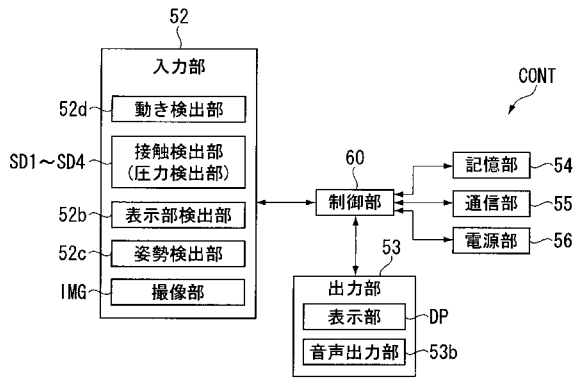 52
入力部
52d
動き検出部
SD1～SD4
接触検出部
(圧力検出部)
52b
表示部検出部
52c
姿勢検出部
IMG
撮像部
CONT
60
制御部
記憶部
54
通信部
55
電源部
56
53
出力部
表示部
DP
音声出力部
53b